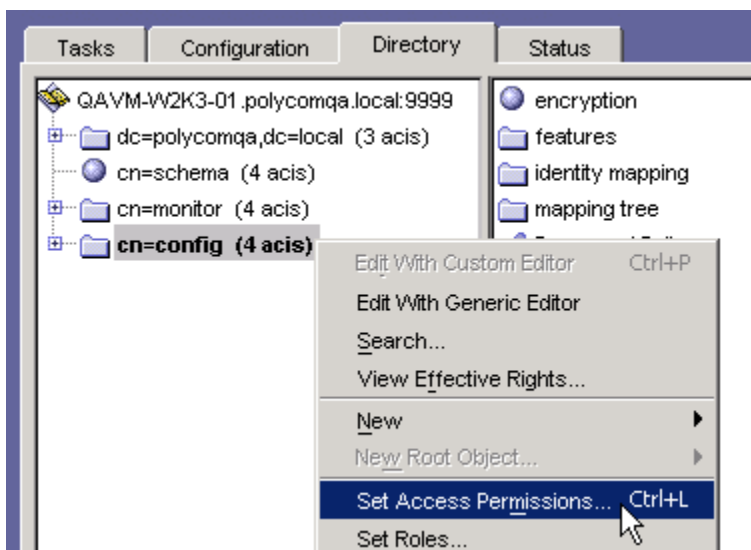 Tasks
Configuration
Directory
Status
QAVM-W2K3-01.polycomqa.local:9999
dc=polycomqa,dc=local (3 acis)
cn=schema (4 acis)
cn=monitor (4 acis)
cn=config (4 acis)
encryption
features
identity mapping
mapping tree
Edit With Custom Editor Ctrl+P
Edit With Generic Editor
Search...
View Effective Rights...
New
New Root Object...
Set Access Permissions... Ctrl+L
Set Roles...